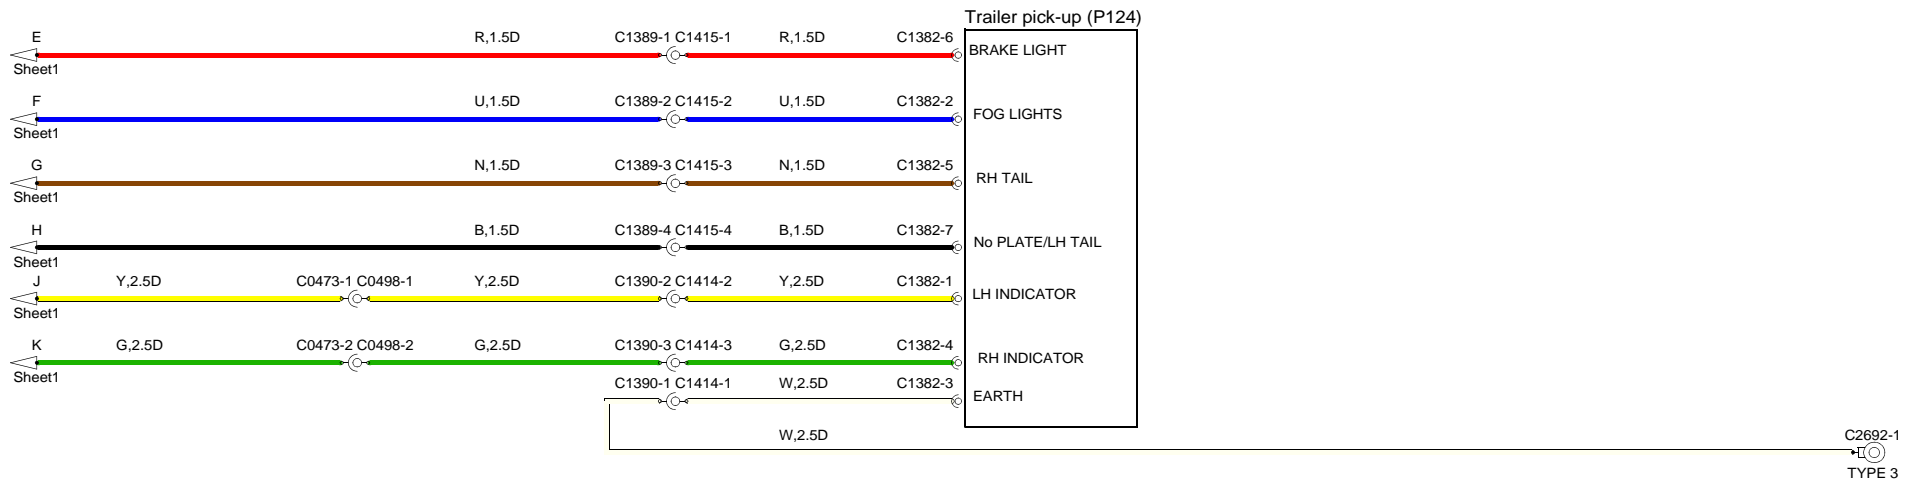 Trailer pick-up (P124)
E R,1.5D C1389-1 C1415-1 R,1.5D C1382-6
BRAKE LIGHT
Sheet1
F U,1.5D C1389-2 C1415-2 U,1.5D C1382-2
FOG LIGHTS
Sheet1
G N,1.5D C1389-3 C1415-3 N,1.5D C1382-5
RH TAIL
Sheet1
H B,1.5D C1389-4 C1415-4 B,1.5D C1382-7
No PLATE/LH TAIL
Sheet1
J Y,2.5D C0473-1 C0498-1 Y,2.5D C1390-2 C1414-2 Y,2.5D C1382-1
LH INDICATOR
Sheet1
K G,2.5D C0473-2 C0498-2 G,2.5D C1390-3 C1414-3 G,2.5D C1382-4
RH INDICATOR
Sheet1
C1390-1 C1414-1 W,2.5D C1382-3
EARTH
W,2.5D C2692-1
TYPE 3